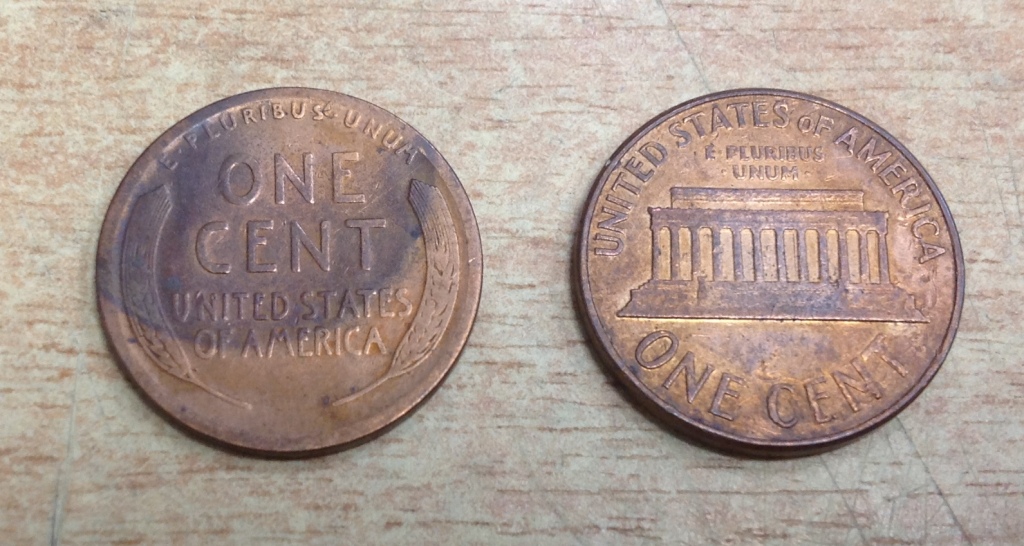 E PLURIBUS UNUM
ONE
CENT
UNITED STATES
OF AMERICA
UNITED STATES OF AMERICA
E PLURIBUS
UNUM
ONE CENT